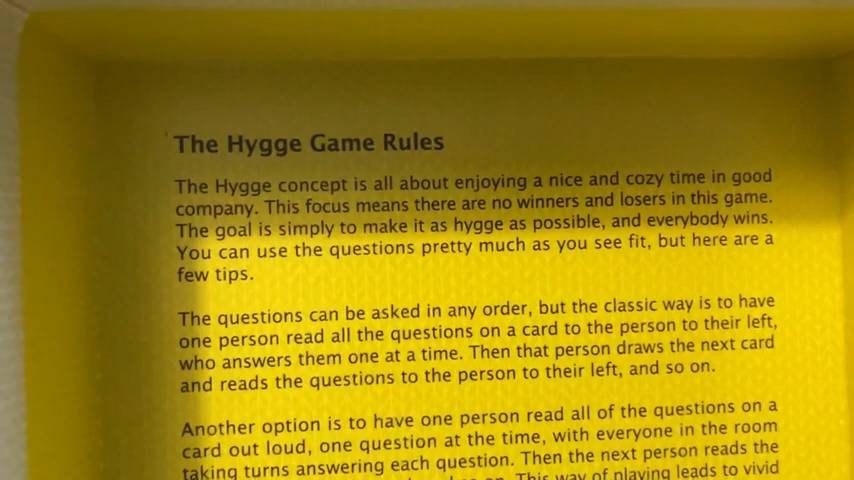 The Hygge Game Rules
The Hygge concept is all about enjoying a nice and cozy time in good
company. This focus means there are no winners and losers in this game.
The goal is simply to make it as hygge as possible, and everybody wins.
You can use the questions pretty much as you see fit, but here are a
few tips.
The questions can be asked in any order, but the classic way is to have
one person read all the questions on a card to the person to their left,
who answers them one at a time. Then that person draws the next card
and reads the questions to the person to their left, and so on.
Another option is to have one person read all of the questions on a
card out loud, one question at the time, with everyone in the room
taking turns answering each question. Then the next person reads the
so on. This way of playing leads to vivid